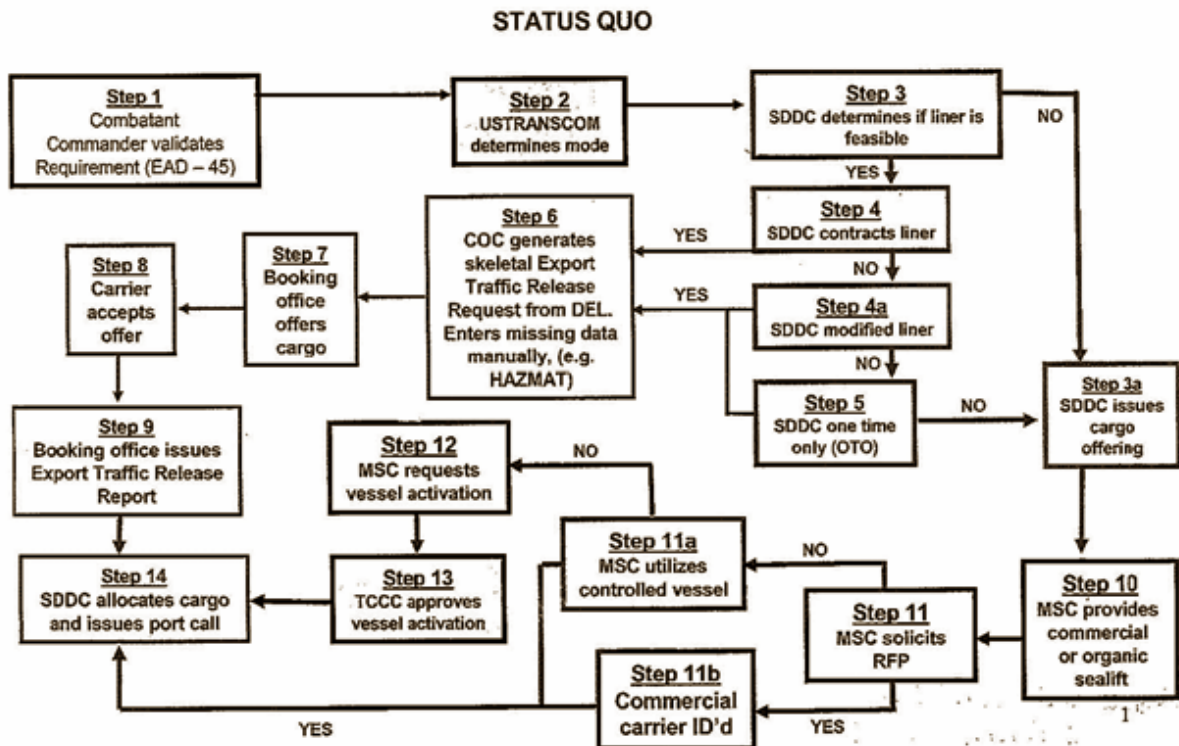 STATUS QUO
Step 1
Combatant
Commander validates
Requirement (EAD – 45)
Step 2
USTRANSCOM
determines mode
Step 3
SDDC determines if liner is
feasible
NO
YES
Step 4
SDDC contracts liner
YES
NO
Step 4a
SDDC modified liner
YES
NO
Step 5
SDDC one time
only (OTO)
NO
Step 3a
SDDC issues
cargo
offering
Step 6
COC generates
skeletal Export
Traffic Release
Request from DEL.
Enters missing data
manually, (e.g.
HAZMAT)
Step 7
Booking
office
offers
cargo
Step 8
Carrier
accepts
offer
Step 9
Booking office issues
Export Traffic Release
Report
Step 12
MSC requests
vessel activation
NO
Step 11a
MSC utilizes
controlled vessel
NO
Step 11
MSC solicits
RFP
Step 10
MSC provides
commercial
or organic
sealift
Step 14
SDDC allocates cargo
and issues port call
Step 13
TCCC approves
vessel activation
Step 11b
Commercial
carrier ID'd
YES
YES
1